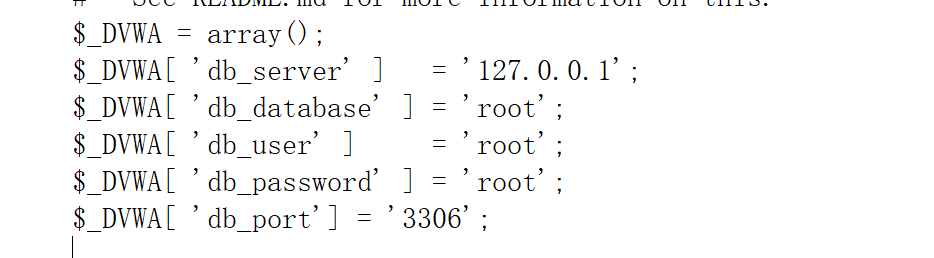 #   See README.md for more information on this.
$_DVWA = array();
$_DVWA[ 'db_server' ]   = '127.0.0.1';
$_DVWA[ 'db_database' ] = 'root';
$_DVWA[ 'db_user' ]     = 'root';
$_DVWA[ 'db_password' ] = 'root';
$_DVWA[ 'db_port'] = '3306';